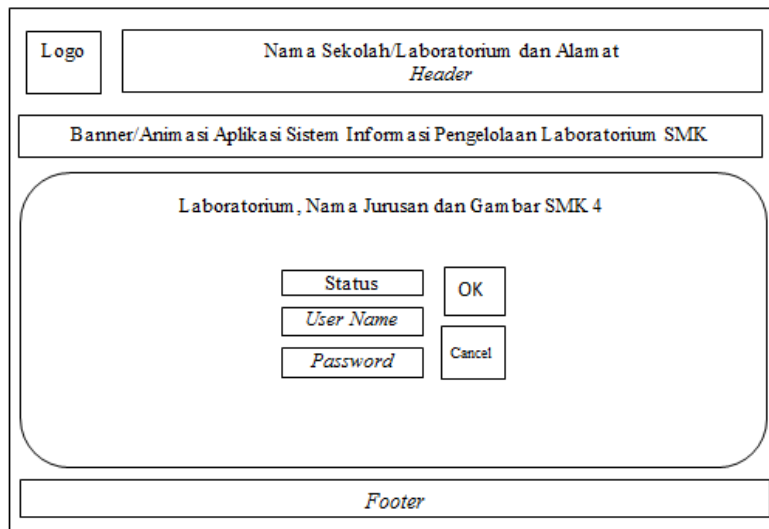 Logo
Nama Sekolah/Laboratorium dan Alamat
Header
Banner/Animasi Aplikasi Sistem Informasi Pengelolaan Laboratorium SMK
Laboratorium, Nama Jurusan dan Gambar SMK 4
Status
OK
User Name
Password
Cancel
Footer